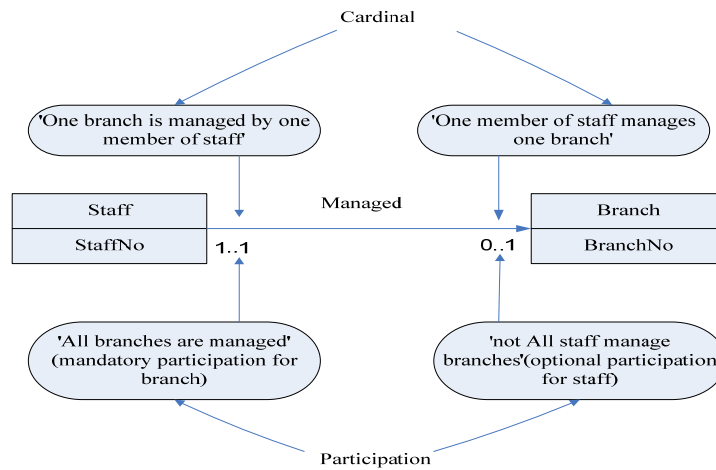 Cardinal
'One branch is managed by one
member of staff'
'One member of staff manages
one branch'
Staff
StaffNo
Managed
Branch
BranchNo
1..1
0..1
'All branches are managed'
(mandatory participation for
branch)
'not All staff manage
branches'(optional participation
for staff)
Participation